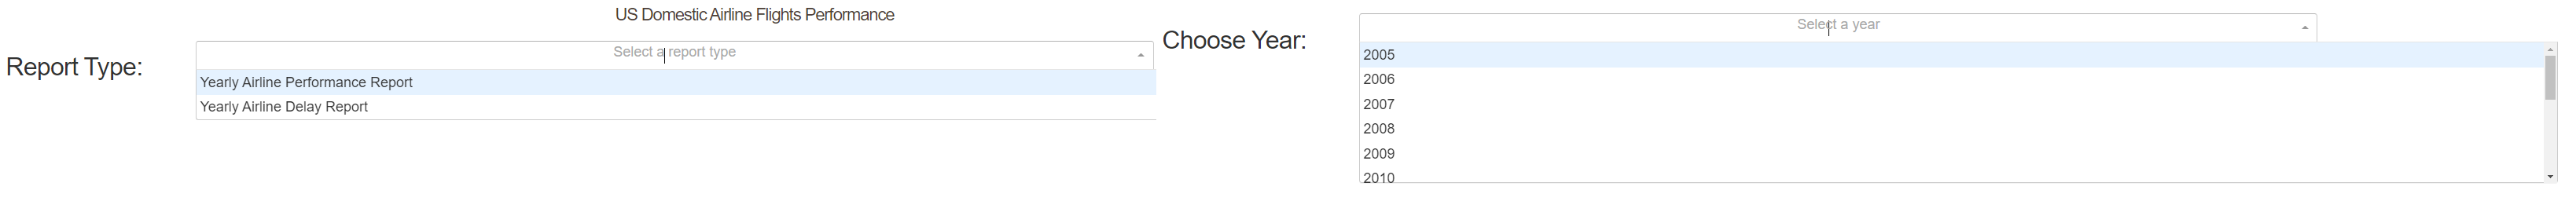 US Domestic Airline Flights Performance
Report Type:
Select a report type
Yearly Airline Performance Report
Yearly Airline Delay Report
Choose Year:
Select a year
2005
2006
2007
2008
2009
2010